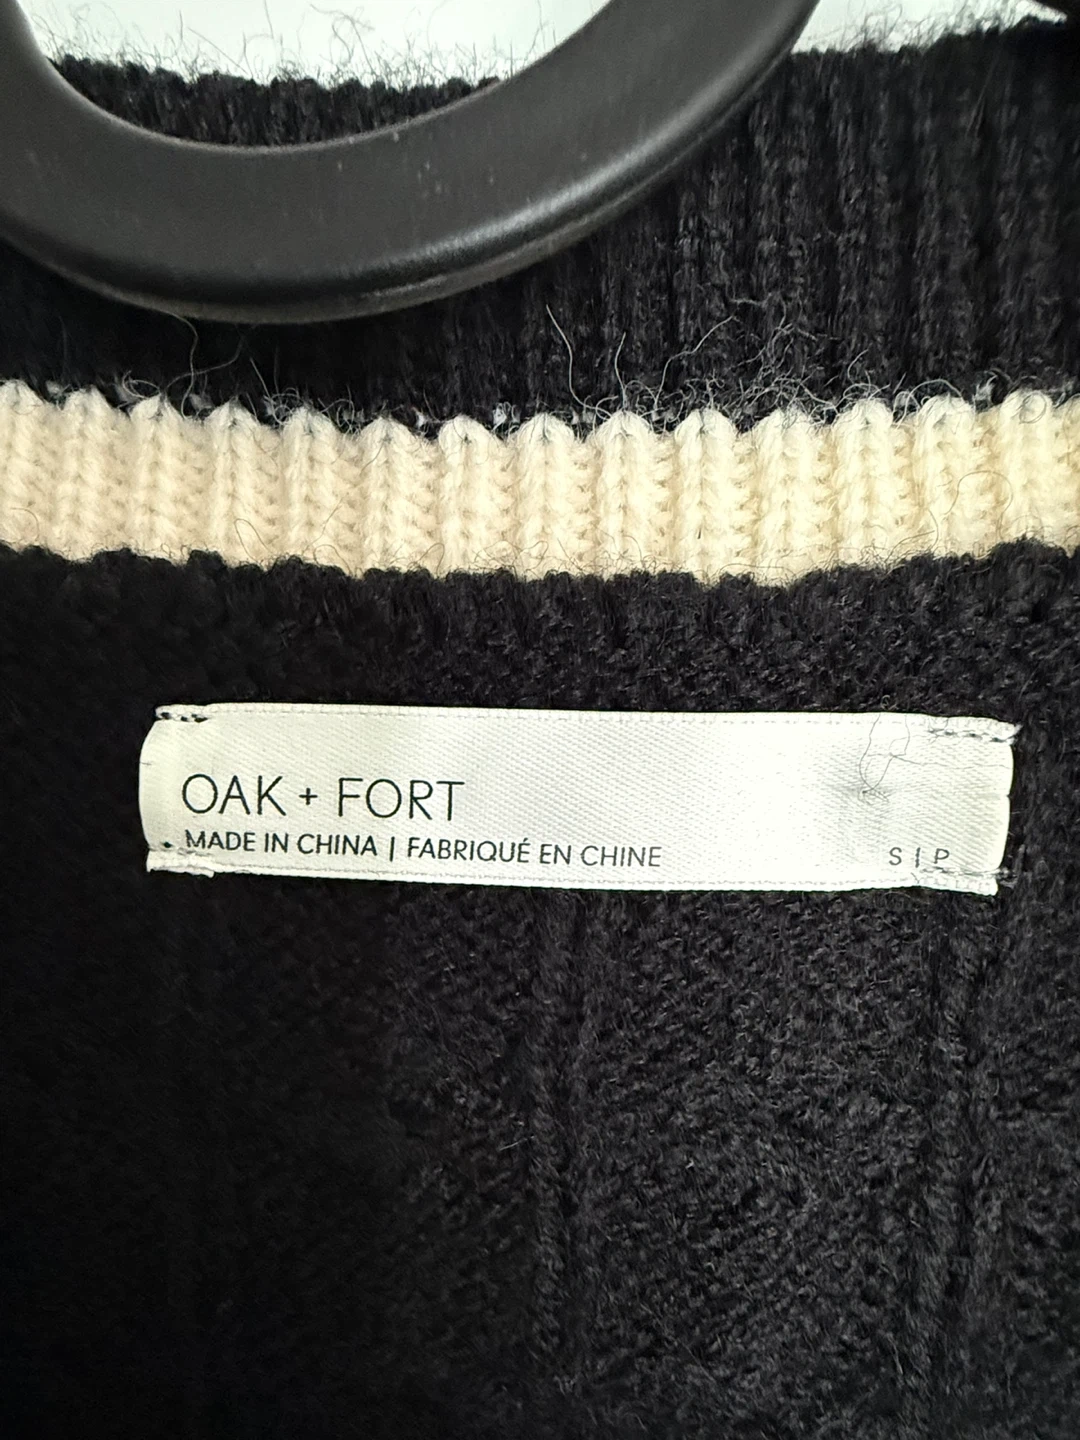 OAK + FORT
MADE IN CHINA | FABRIQUÉ EN CHINE
S | P